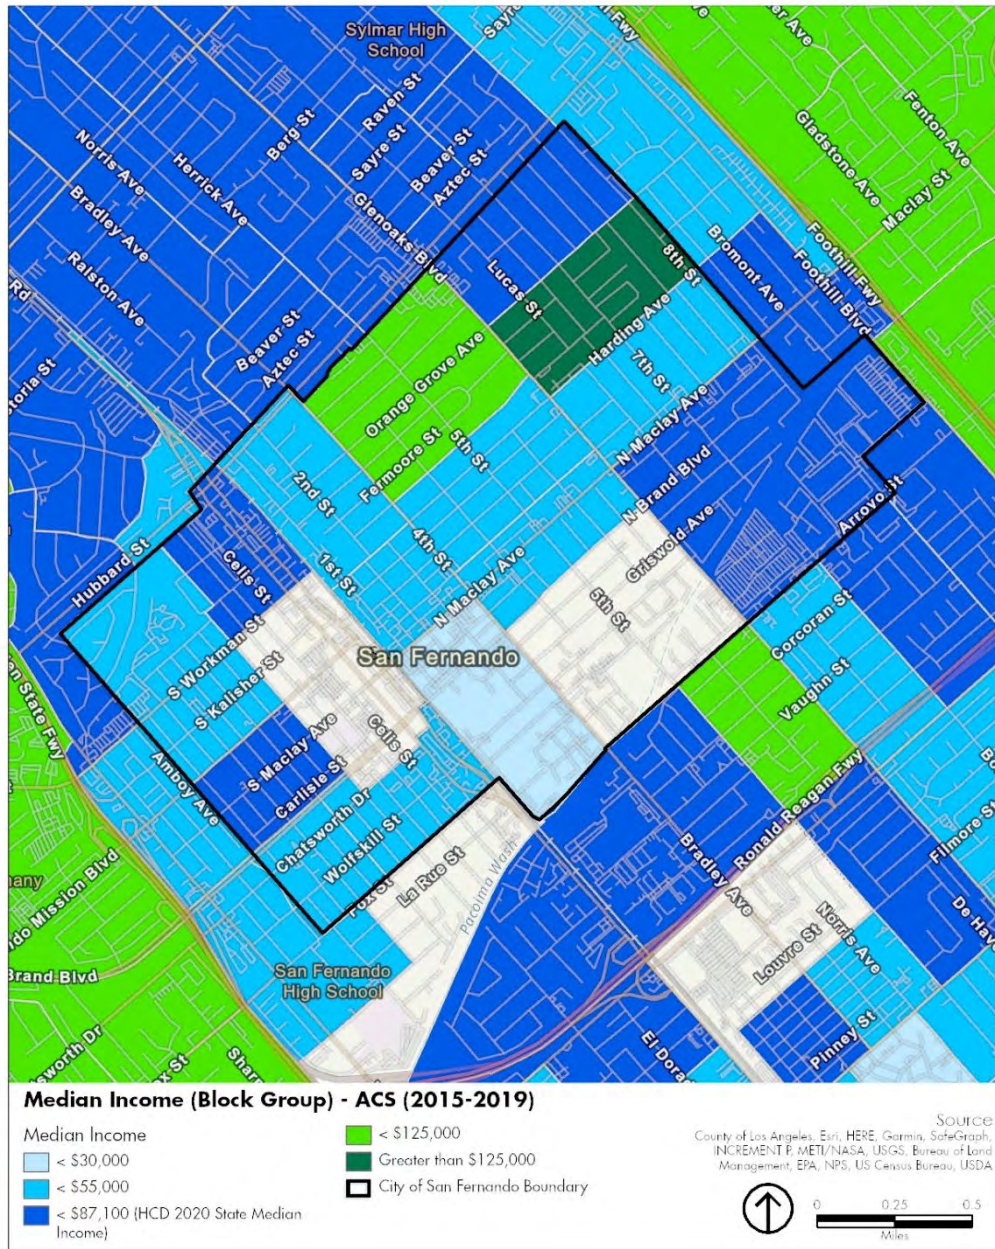 Sylmar High
School
Sayre
Fwy
Fenton Ave
Gladstone Ave
Maclay St
Raven St
Berg St
Sayre St
Beaver St
Aztec St
Norris Ave
Herrick Ave
Bradley Ave
Glenoaks Blvd
Ralston Ave
Rd
Lucas St
8th St
Bromont Ave
Foothill Fwy
Foothill Blvd
Beaver St
Aztec St
Harding Ave
7th St
Orange Grove Ave
N Maclay Ave
Fermoore St
5th St
2nd St
N Brand Blvd
4th St
Griswold Ave
Arroyo St
Hubbard St
Celis St
1st St
N Maclay Ave
5th St
Corcoran St
S Workman St
San Fernando
S Kalisher St
Vaughn St
S Maclay Ave
Celis St
Amboy Ave
Carlisle St
Chatsworth Dr
Wolfskill St
Ronald Reagan Fwy
Filmore St
Bradley Ave
Fox St
La Rue St
Pacoima Wash
Norris Ave
De Hav
Louvre St
Brand Blvd
San Fernando
High School
Pinney St
Median Income (Block Group) - ACS (2015-2019)
Median Income
< $30,000
< $55,000
< $87,100 (HCD 2020 State Median
Income)
< $125,000
Greater than $125,000
City of San Fernando Boundary
Source
County of Los Angeles, Esri, HERE, Garmin, SafeGraph,
INCREMENT P, METI/NASA, USGS, Bureau of Land
Management, EPA, NPS, US Census Bureau, USDA
0 0.25 0.5
Miles